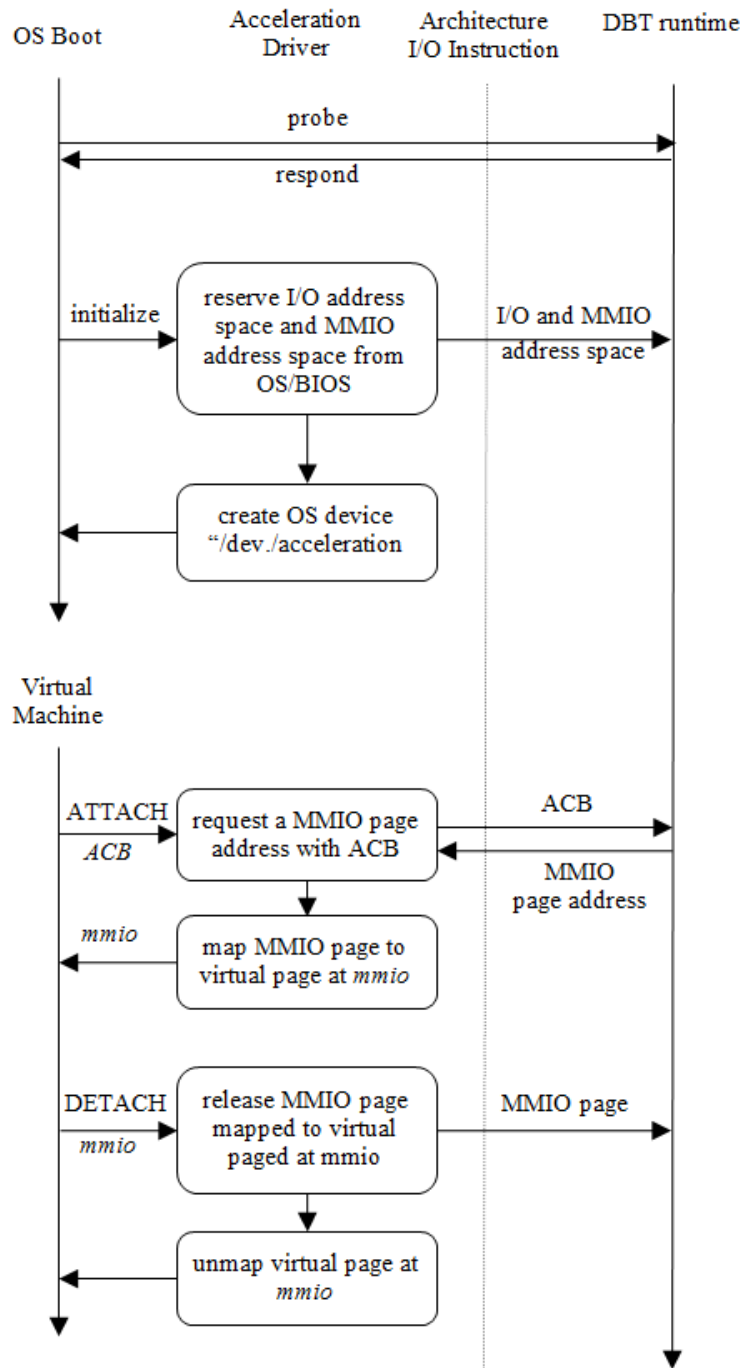 OS Boot
Acceleration
Driver
Architecture
I/O Instruction
DBT runtime
probe
respond
initialize
reserve I/O address
space and MMIO
address space from
OS/BIOS
I/O and MMIO
address space
create OS device
“/dev./acceleration
Virtual
Machine
ATTACH
ACB
request a MMIO page
address with ACB
ACB
MMIO
page address
mmio
map MMIO page to
virtual page at mmio
DETACH
mmio
release MMIO page
mapped to virtual
paged at mmio
MMIO page
unmap virtual page at
mmio